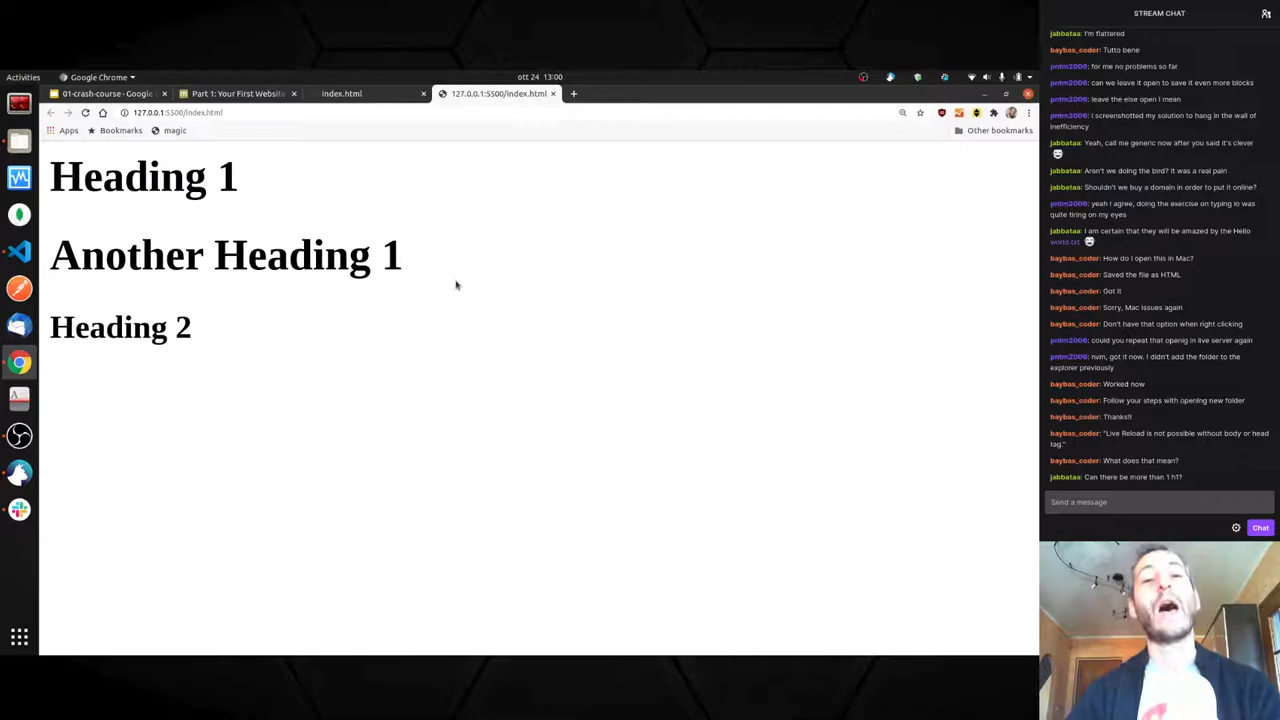 Activities
Google Chrome
ott 24 13:00
01-crash-course - Google
Part 1: Your First Website
index.html
127.0.0.1:5500/index.html
127.0.0.1:5500/index.html
Apps
Bookmarks
magic
Other bookmarks
Heading 1
Another Heading 1
Heading 2
STREAM CHAT
jabbataa: I'm flattered
baybas_coder: Tutto bene
pntm2006: for me no problems so far
pntm2006: can we leave it open to save it even more blocks
pntm2006: leave the else open I mean
pntm2006: I screenshotted my solution to hang in the wall of
inefficiency
jabbataa: Yeah, call me generic now after you said it's clever
jabbataa: Aren't we doing the bird? It was a real pain
jabbataa: Shouldn't we buy a domain in order to put it online?
pntm2006: yeah I agree, doing the exercise on typing io was
quite tiring on my eyes
jabbataa: I am certain that they will be amazed by the Hello
world.txt
baybas_coder: How do I open this in Mac?
baybas_coder: Saved the file as HTML
baybas_coder: Got it
baybas_coder: Sorry, Mac issues again
baybas_coder: Don't have that option when right clicking
pntm2006: could you repeat that openig in live server again
pntm2006: nvm, got it now. I didn't add the folder to the
explorer previously
baybas_coder: Worked now
baybas_coder: Follow your steps with opening new folder
baybas_coder: Thanks!!
baybas_coder: "Live Reload is not possible without body or head
tag."
baybas_coder: What does that mean?
jabbataa: Can there be more than 1 h1?
Send a message
Chat